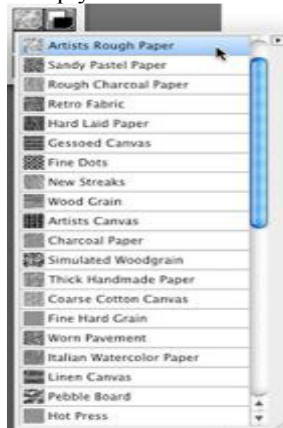 Artists Rough Paper
Sandy Pastel Paper
Rough Charcoal Paper
Retro Fabric
Hard Laid Paper
Gessoed Canvas
Fine Dots
New Streaks
Wood Grain
Artists Canvas
Charcoal Paper
Simulated Woodgrain
Thick Handmade Paper
Coarse Cotton Canvas
Fine Hard Grain
Worn Pavement
Italian Watercolor Paper
Linen Canvas
Pebble Board
Hot Press